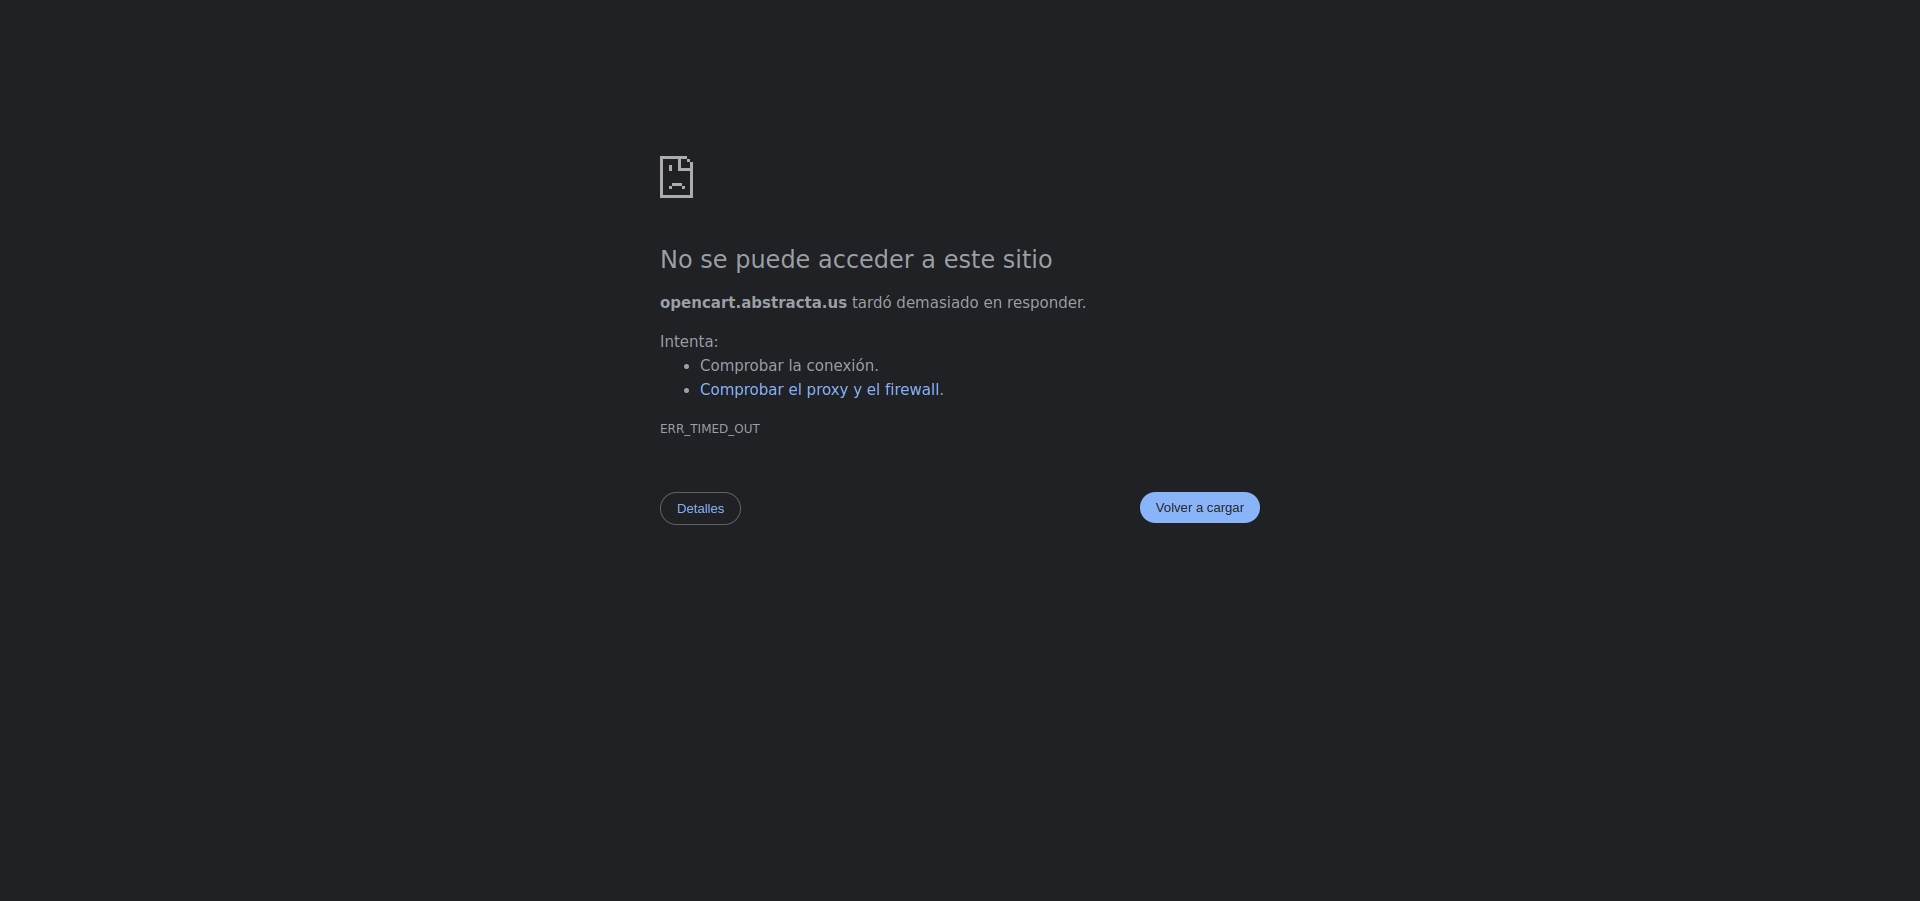 No se puede acceder a este sitio
opencart.abstracta.us tardó demasiado en responder.
Intenta:
Comprobar la conexión.
Comprobar el proxy y el firewall.
ERR_TIMED_OUT
Detalles
Volver a cargar